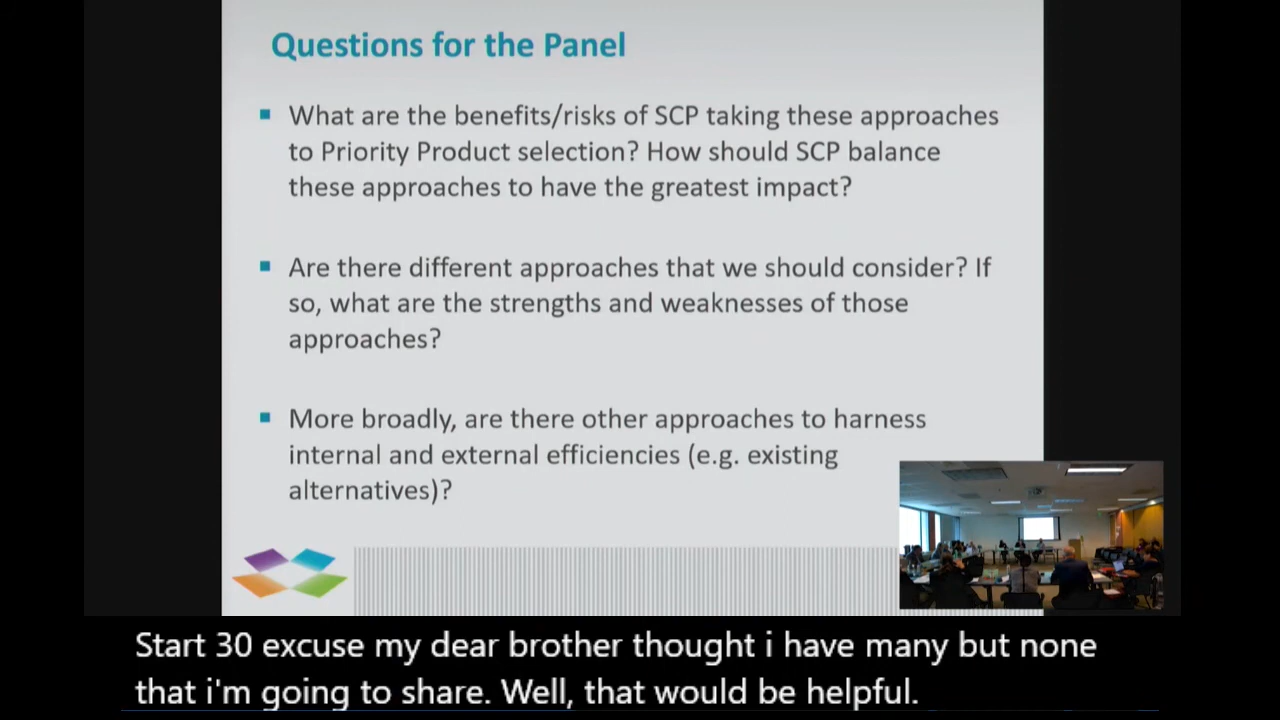 Questions for the Panel
What are the benefits/risks of SCP taking these approaches
to Priority Product selection? How should SCP balance
these approaches to have the greatest impact?
Are there different approaches that we should consider? If
so, what are the strengths and weaknesses of those
approaches?
More broadly, are there other approaches to harness
internal and external efficiencies (e.g. existing
alternatives)?
Start 30 excuse my dear brother thought i have many but none
that i'm going to share. Well, that would be helpful.